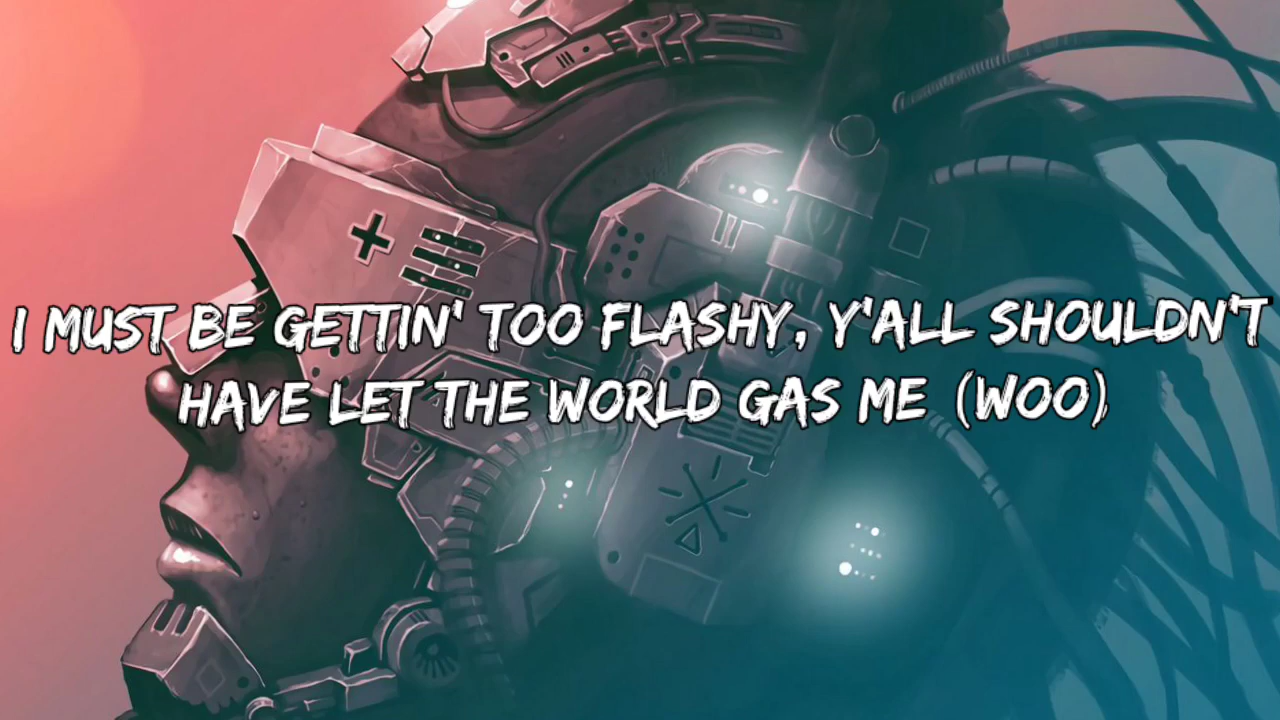 I MUST BE GETTIN' TOO FLASHY, Y'ALL SHOULDN'T
HAVE LET THE WORLD GAS ME (WOO)